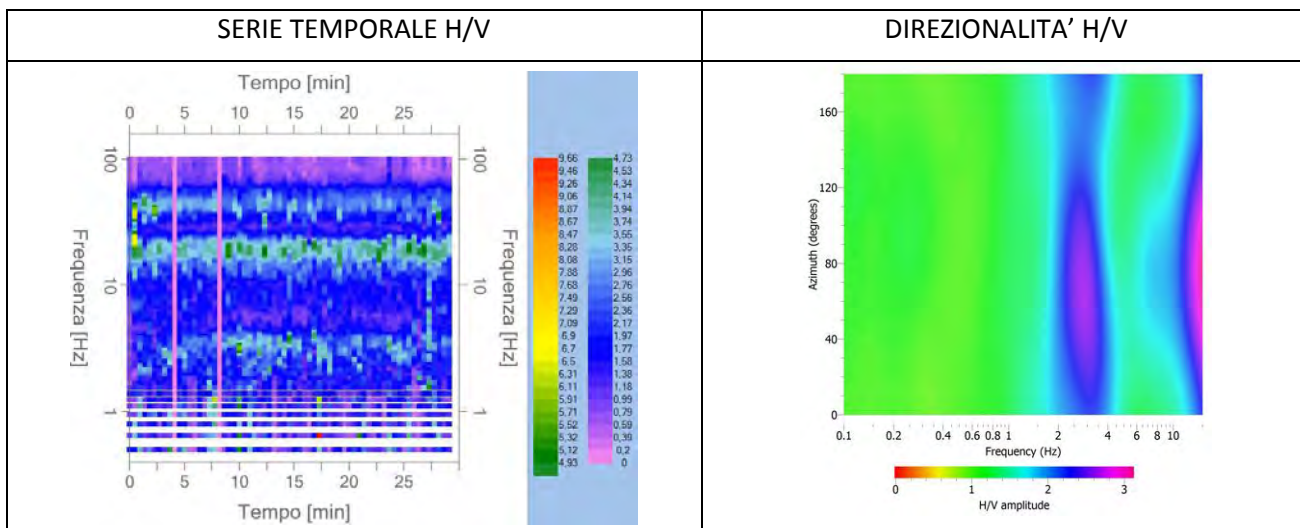 SERIE TEMPORALE H/V
DIREZIONALITA’ H/V
Tempo [min]
0 5 10 15 20 25
100 100
10 10
1 1
Frequenza [Hz]
Frequenza [Hz]
0 5 10 15 20 25
Tempo [min]
9,66 4,73
9,46 4,53
9,26 4,34
9,06 4,14
8,87 3,94
8,67 3,74
8,47 3,55
8,28 3,35
8,08 3,15
7,88 2,96
7,68 2,76
7,49 2,56
7,29 2,36
7,09 2,17
6,9 1,97
6,7 1,77
6,5 1,58
6,31 1,38
6,11 1,18
5,91 0,99
5,71 0,79
5,52 0,59
5,32 0,39
5,12 0,2
4,93 0
Azimuth (degrees)
160
120
80
40
0
0.1 0.2 0.4 0.6 0.8 1 2 4 6 8 10
Frequency (Hz)
0 1 2 3
H/V amplitude